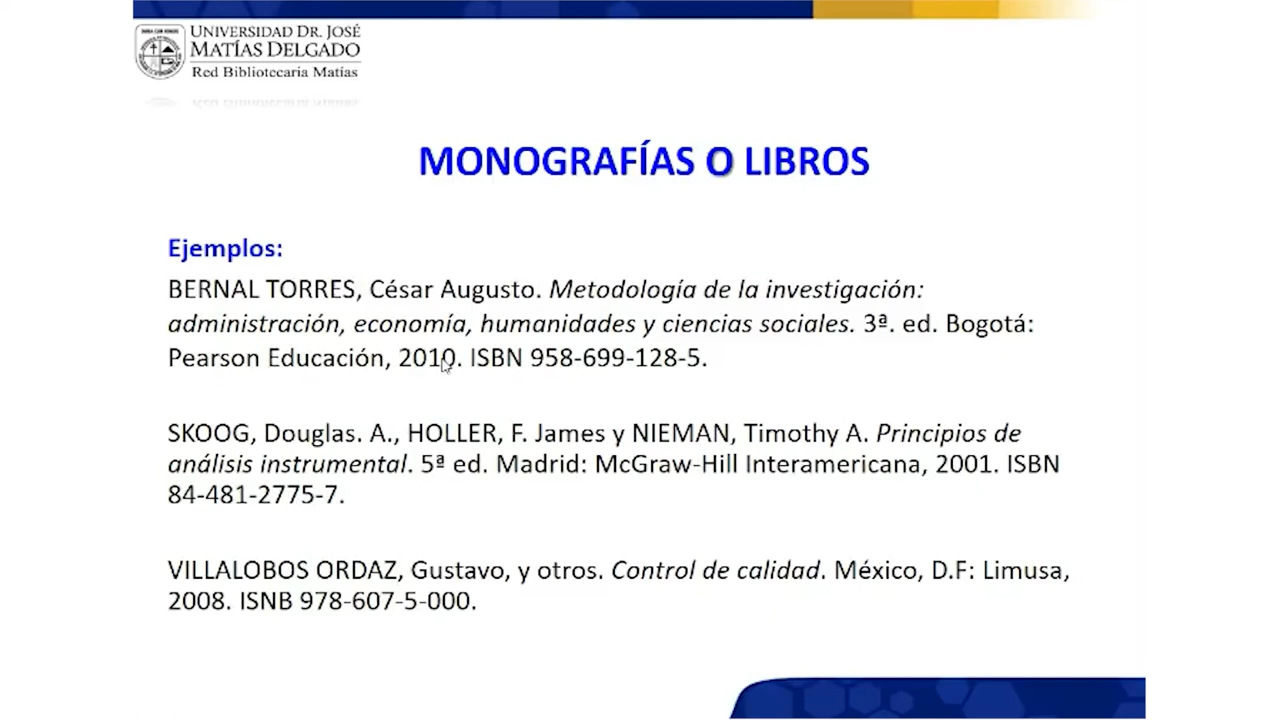 UNIVERSIDAD DR. JOSÉ
MATÍAS DELGADO
Red Bibliotecaria Matías
MONOGRAFÍAS O LIBROS
Ejemplos:
BERNAL TORRES, César Augusto. Metodología de la investigación:
administración, economía, humanidades y ciencias sociales. 3ª. ed. Bogotá:
Pearson Educación, 2010. ISBN 958-699-128-5.
SKOOG, Douglas. A., HOLLER, F. James y NIEMAN, Timothy A. Principios de
análisis instrumental. 5ª ed. Madrid: McGraw-Hill Interamericana, 2001. ISBN
84-481-2775-7.
VILLALOBOS ORDAZ, Gustavo, y otros. Control de calidad. México, D.F: Limusa,
2008. ISNB 978-607-5-000.